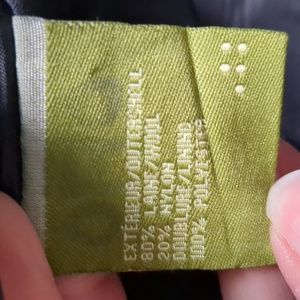 EXTÉRIEUR/OUTERSHELL
80% LAINE/WOOL
20% NYLON
DOUBLURE/LINING
100% POLYESTER